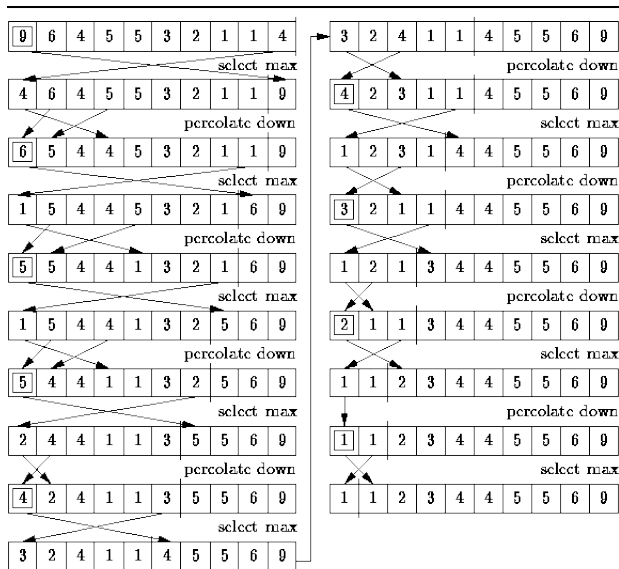 9 6 4 5 5 3 2 1 1 4
select max
4 6 4 5 5 3 2 1 1 9
percolate down
6 5 4 4 5 3 2 1 1 9
select max
1 5 4 4 5 3 2 1 6 9
percolate down
5 5 4 4 1 3 2 1 6 9
select max
1 5 4 4 1 3 2 5 6 9
percolate down
5 4 4 1 1 3 2 5 6 9
select max
2 4 4 1 1 3 5 5 6 9
percolate down
4 2 4 1 1 3 5 5 6 9
select max
3 2 4 1 1 4 5 5 6 9
3 2 4 1 1 4 5 5 6 9
percolate down
4 2 3 1 1 4 5 5 6 9
select max
1 2 3 1 4 4 5 5 6 9
percolate down
3 2 1 1 4 4 5 5 6 9
select max
1 2 1 3 4 4 5 5 6 9
percolate down
2 1 1 3 4 4 5 5 6 9
select max
1 1 2 3 4 4 5 5 6 9
percolate down
1 1 2 3 4 4 5 5 6 9
select max
1 1 2 3 4 4 5 5 6 9